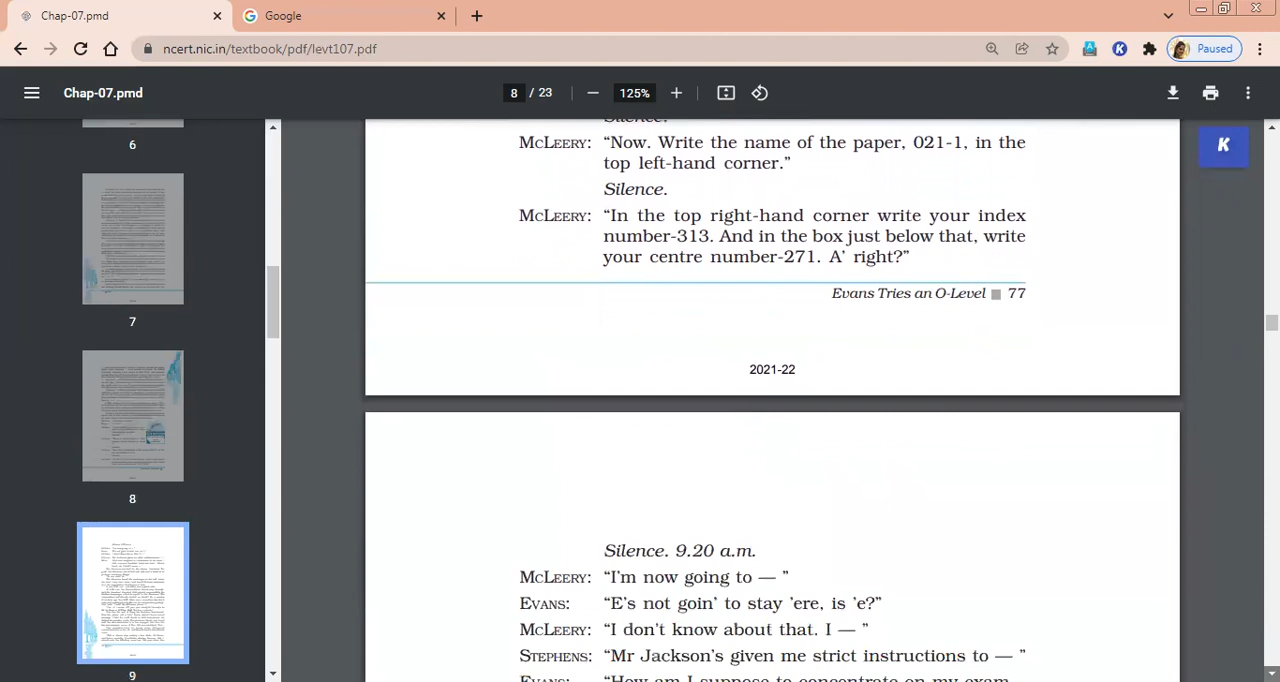 Chap-07.pmd
Google
ncert.nic.in/textbook/pdf/levt107.pdf
Paused
Chap-07.pmd
8 / 23
125%
6
7
8
9
Silence.
McLEERY: “Now. Write the name of the paper, 021-1, in the
top left-hand corner.”
Silence.
McLEERY: “In the top right-hand corner write your index
number-313. And in the box just below that, write
your centre number-271. A’ right?”
Evans Tries an O-Level ■ 77
2021-22
Silence. 9.20 a.m.
McLEERY: “I’m now going to — ”
EVANS: “E’s not goin’ to stay ’ere, is ’e?”
McLEERY: “I don’t know about that — ”
STEPHENS: “Mr Jackson’s given me strict instructions to — ”
EVANS: “How am I suppose to concentrate on my exam
K